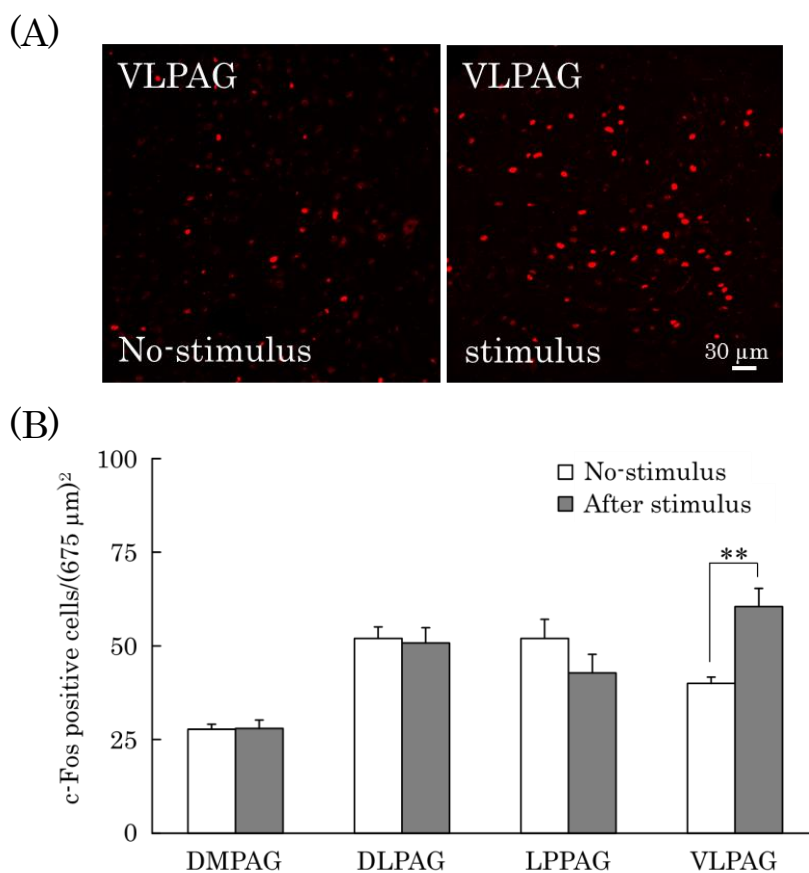 (A)
VLPAG
VLPAG
No-stimulus
stimulus
30 µm
(B)
c-Fos positive cells/(675 µm)²
100
75
50
25
0
No-stimulus
After stimulus
**
DMPAG
DLPAG
LPPAG
VLPAG